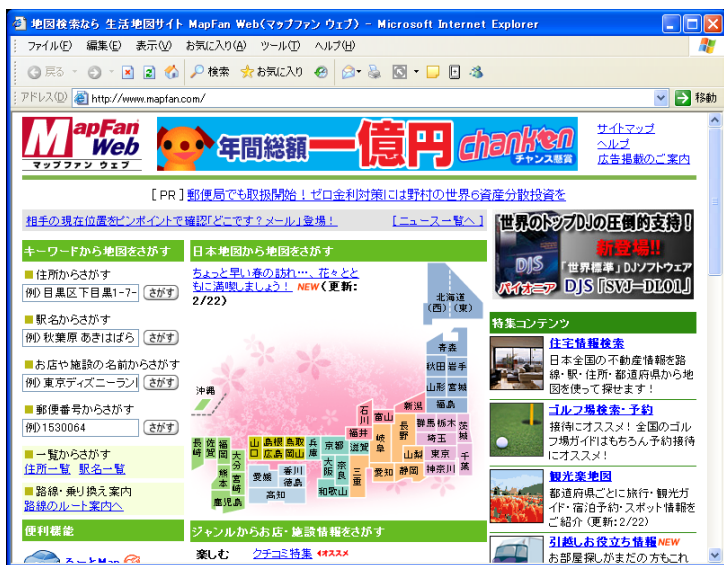 地図検索なら 生活地図サイト MapFan Web(マップファン ウェブ) - Microsoft Internet Explorer
ファイル(F) 編集(E) 表示(V) お気に入り(A) ツール(T) ヘルプ(H)
戻る 検索 お気に入り
アドレス(D) http://www.mapfan.com/ 移動
MapFan Web
マップファン ウェブ
年間総額一億円 chanken チャンス懸賞
サイトマップ
ヘルプ
広告掲載のご案内
[PR] 郵便局でも取扱開始！ゼロ金利対策には野村の世界6資産分散投資を
相手の現在位置をピンポイントで確認「どこです？メール」登場！ [ニュース一覧へ]
キーワードから地図をさがす
■住所からさがす
例) 目黒区下目黒1-7- さがす
■駅名からさがす
例) 秋葉原 あきはばら さがす
■お店や施設の名前からさがす
例) 東京ディズニーラン さがす
■郵便番号からさがす
例)1530064 さがす
■一覧からさがす
住所一覧 駅名一覧
■路線・乗り換え案内
路線のルート案内へ
便利機能
るーとMap
日本地図から地図をさがす
ちょっと早い春の訪れ…、花々と
ともに満喫しましょう！ NEW (更新:
2/22)
北海道
(西) (東)
青森
秋田 岩手
山形 宮城
沖縄
石川 富山 新潟 福島
福井 岐阜 長野 群馬 栃木 茨城
埼玉
長崎 佐賀 福岡 山口 島根 鳥取 兵庫 京都 滋賀 山梨 東京 千葉
広島 岡山
熊本 大分 宮崎 愛媛 香川 徳島 大阪 奈良 三重 愛知 静岡 神奈川
鹿児島 高知 和歌山
ジャンルからお店・施設情報をさがす
楽しむ クチコミ特集 オススメ
世界のトップDJの圧倒的支持！
新登場!!
DJS 「世界標準」DJソフトウェア
パイオニア DJS「SVJ-DL01」
特集コンテンツ
住宅情報検索
日本全国の不動産情報を路
線・駅・住所・都道府県から地
図を使って探せます！
ゴルフ場検索・予約
接待にオススメ！全国のゴル
フ場ガイドはもちろん予約接待
にオススメ！
観光楽地図
都道府県ごとに旅行・観光ガ
イド・宿泊予約・スポット情報を
ご紹介 (更新:2/22)
引越しお役立ち情報 NEW
お部屋探しがまだの方もこれ